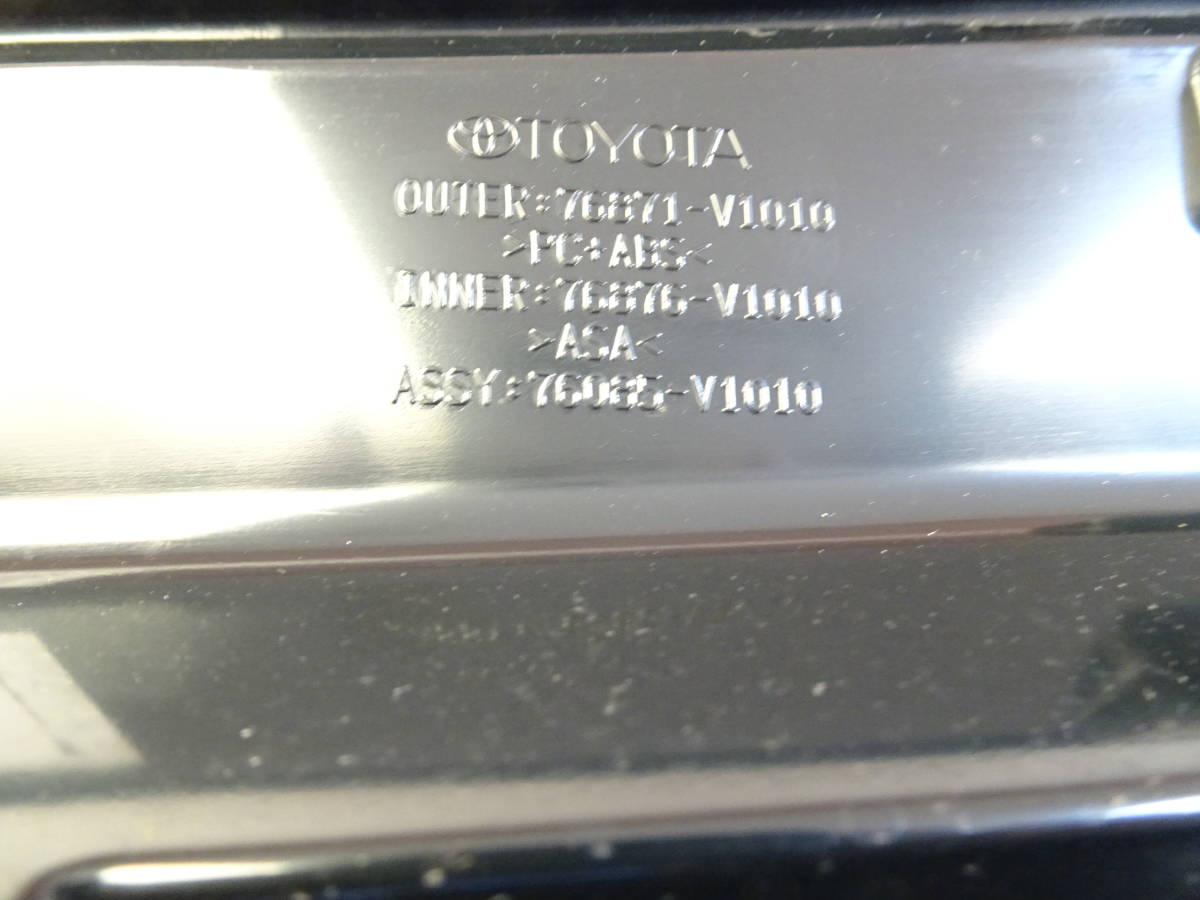 TOYOTA
OUTER:76871-V1010
>PC+ABS<
INNER:76876-V1010
>ASA<
ASSY:76085-V1010